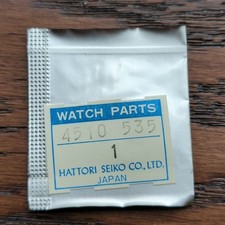 WATCH PARTS
4510 535
1
HATTORI SEIKO CO., LTD.
JAPAN